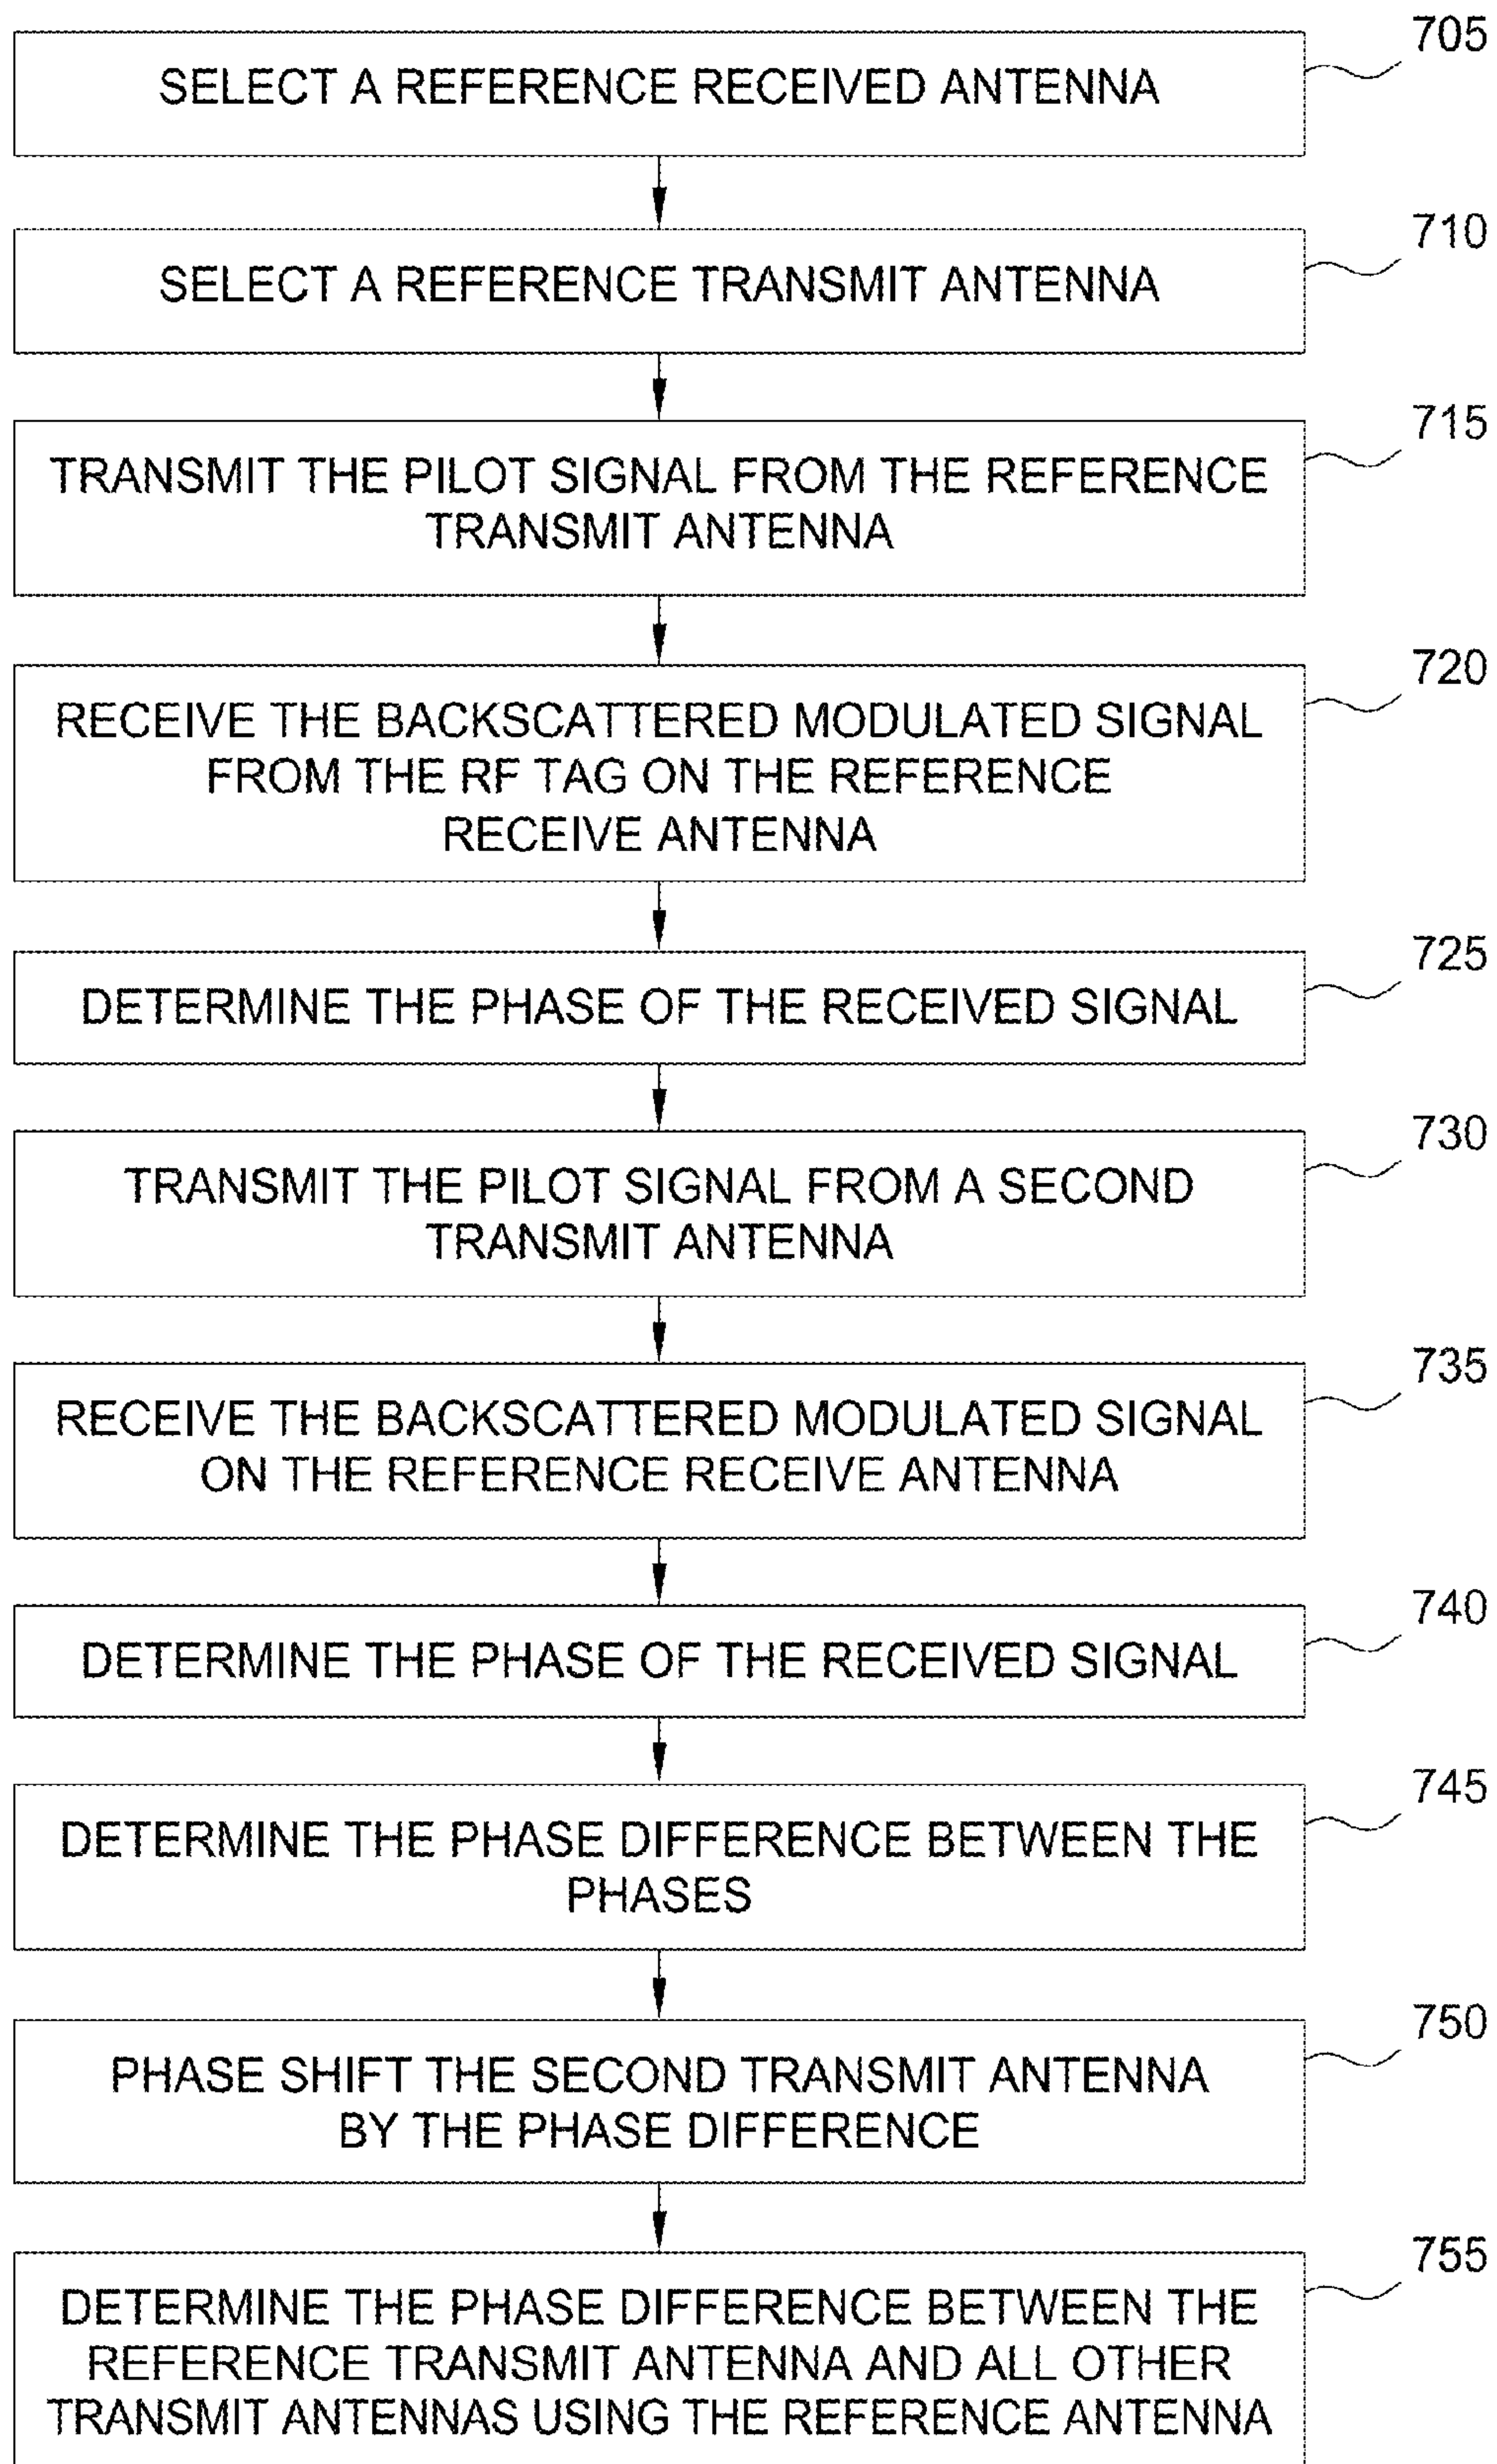 705
SELECT A REFERENCE RECEIVED ANTENNA
710
SELECT A REFERENCE TRANSMIT ANTENNA
715
TRANSMIT THE PILOT SIGNAL FROM THE REFERENCE
TRANSMIT ANTENNA
720
RECEIVE THE BACKSCATTERED MODULATED SIGNAL
FROM THE RF TAG ON THE REFERENCE
RECEIVE ANTENNA
725
DETERMINE THE PHASE OF THE RECEIVED SIGNAL
730
TRANSMIT THE PILOT SIGNAL FROM A SECOND
TRANSMIT ANTENNA
735
RECEIVE THE BACKSCATTERED MODULATED SIGNAL
ON THE REFERENCE RECEIVE ANTENNA
740
DETERMINE THE PHASE OF THE RECEIVED SIGNAL
745
DETERMINE THE PHASE DIFFERENCE BETWEEN THE
PHASES
750
PHASE SHIFT THE SECOND TRANSMIT ANTENNA
BY THE PHASE DIFFERENCE
755
DETERMINE THE PHASE DIFFERENCE BETWEEN THE
REFERENCE TRANSMIT ANTENNA AND ALL OTHER
TRANSMIT ANTENNAS USING THE REFERENCE ANTENNA